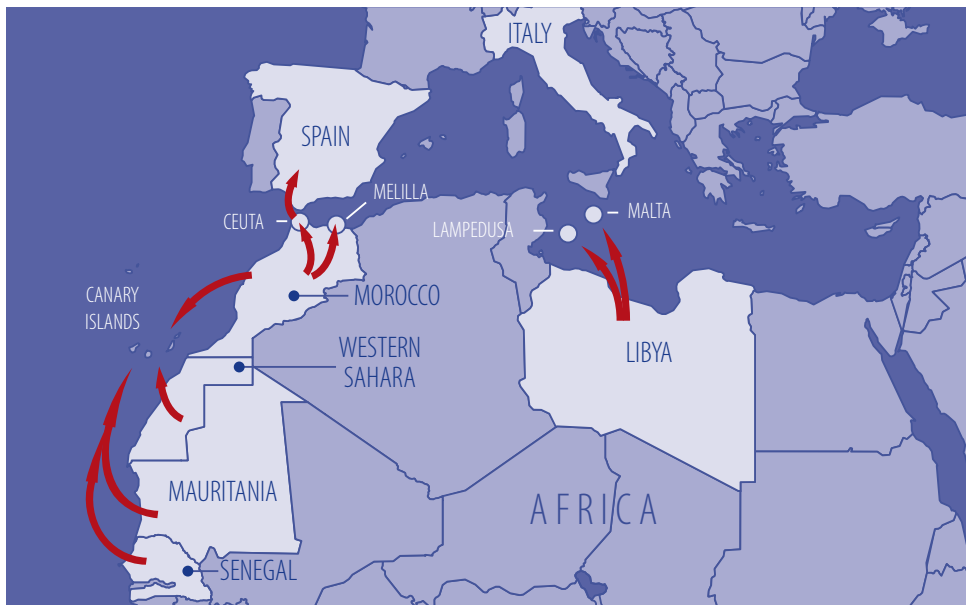 ITALY
SPAIN
MELILLA
CEUTA
MALTA
LAMPEDUSA
CANARY
ISLANDS
MOROCCO
WESTERN
SAHARA
LIBYA
MAURITANIA
AFRICA
SENEGAL